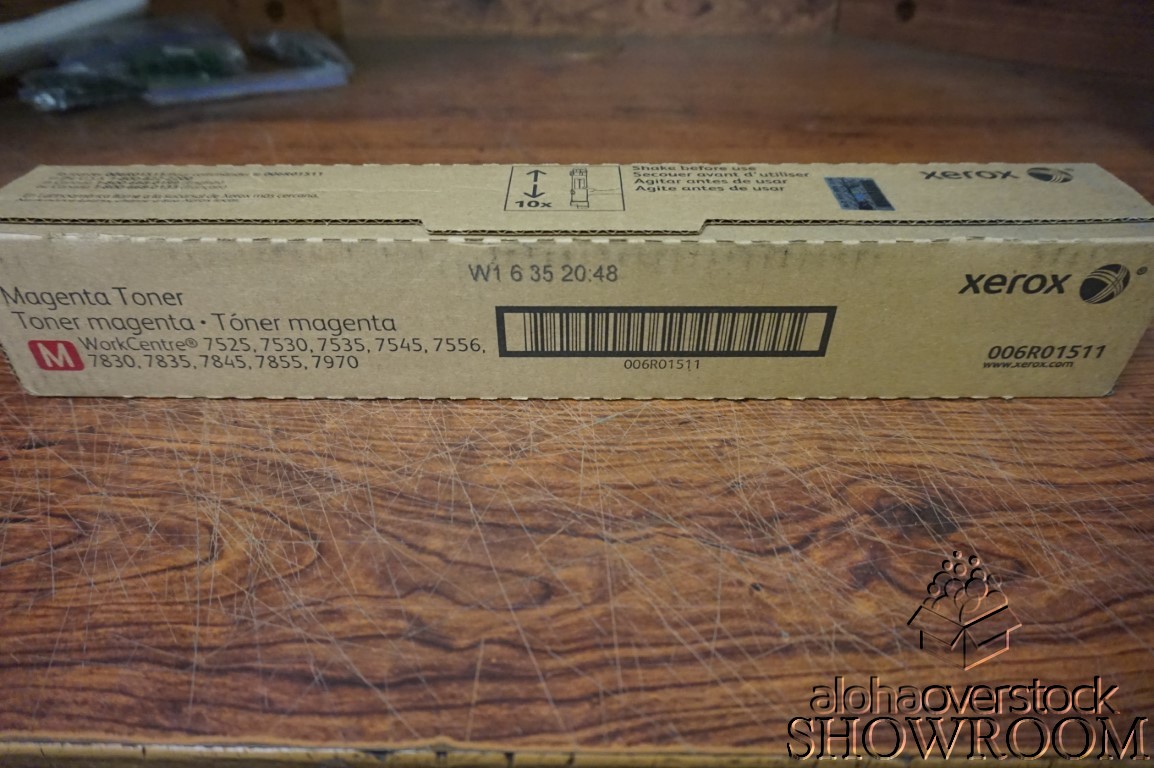 10x
Shake before use
Secouer avant d'utiliser
Agitar antes de usar
Agite antes de usar
xerox
W1 6 35 20:48
xerox ®
Magenta Toner
Toner magenta • Tóner magenta
M
WorkCentre® 7525, 7530, 7535, 7545, 7556,
7830, 7835, 7845, 7855, 7970
006R01511
006R01511
www.xerox.com
alohaoverstock
SHOWROOM